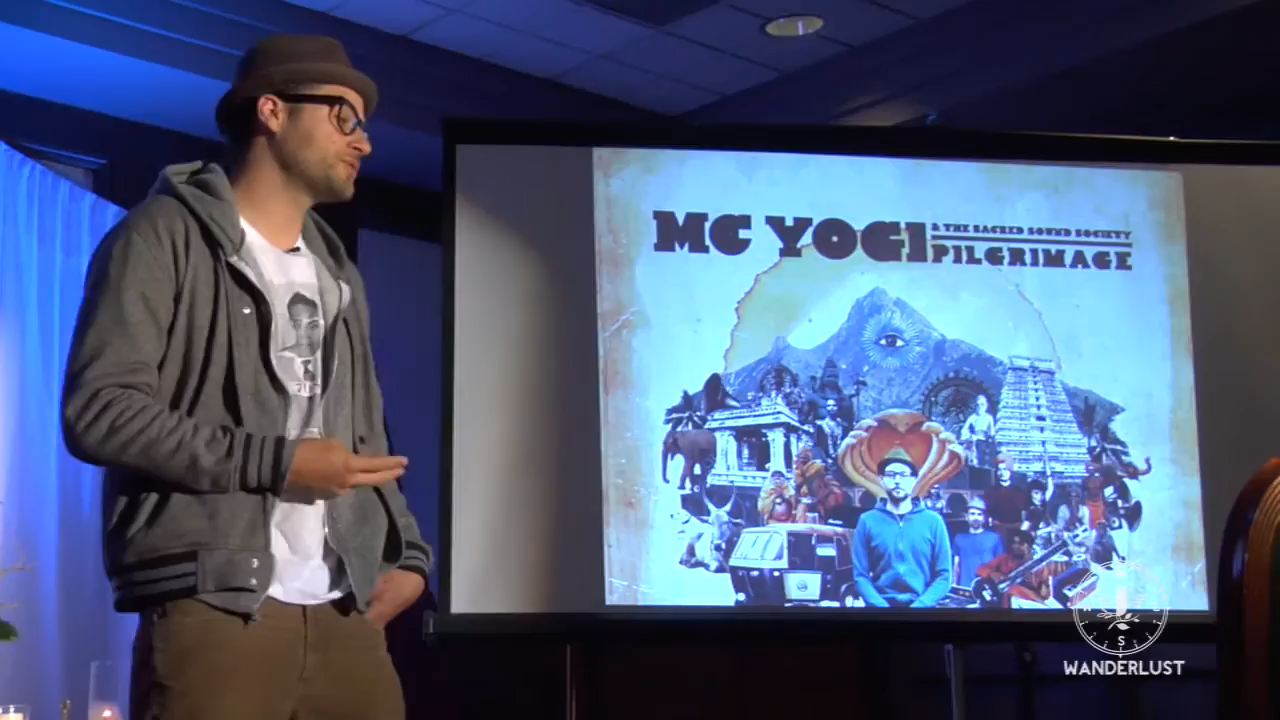 MC YOGI
& THE SACRED SOUND SOCIETY
PILGRIMAGE
S
WANDERLUST